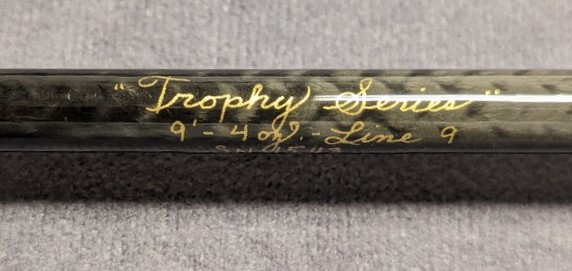 "Trophy Series"
9'- 4 oz. - Line 9